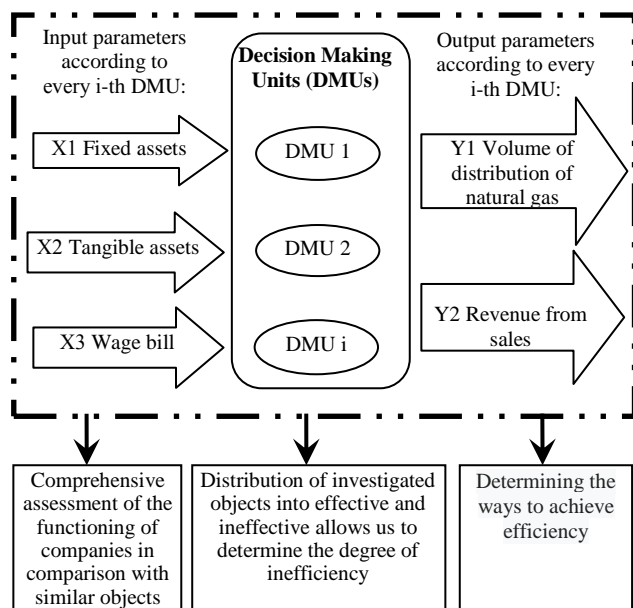 Input parameters
according to
every i-th DMU:
X1 Fixed assets
X2 Tangible assets
X3 Wage bill
Decision Making
Units (DMUs)
DMU 1
DMU 2
DMU i
Output parameters
according to every
i-th DMU:
Y1 Volume of
distribution of
natural gas
Y2 Revenue from
sales
Comprehensive
assessment of the
functioning of
companies in
comparison with
similar objects
Distribution of investigated
objects into effective and
ineffective allows us to
determine the degree of
inefficiency
Determining the
ways to achieve
efficiency